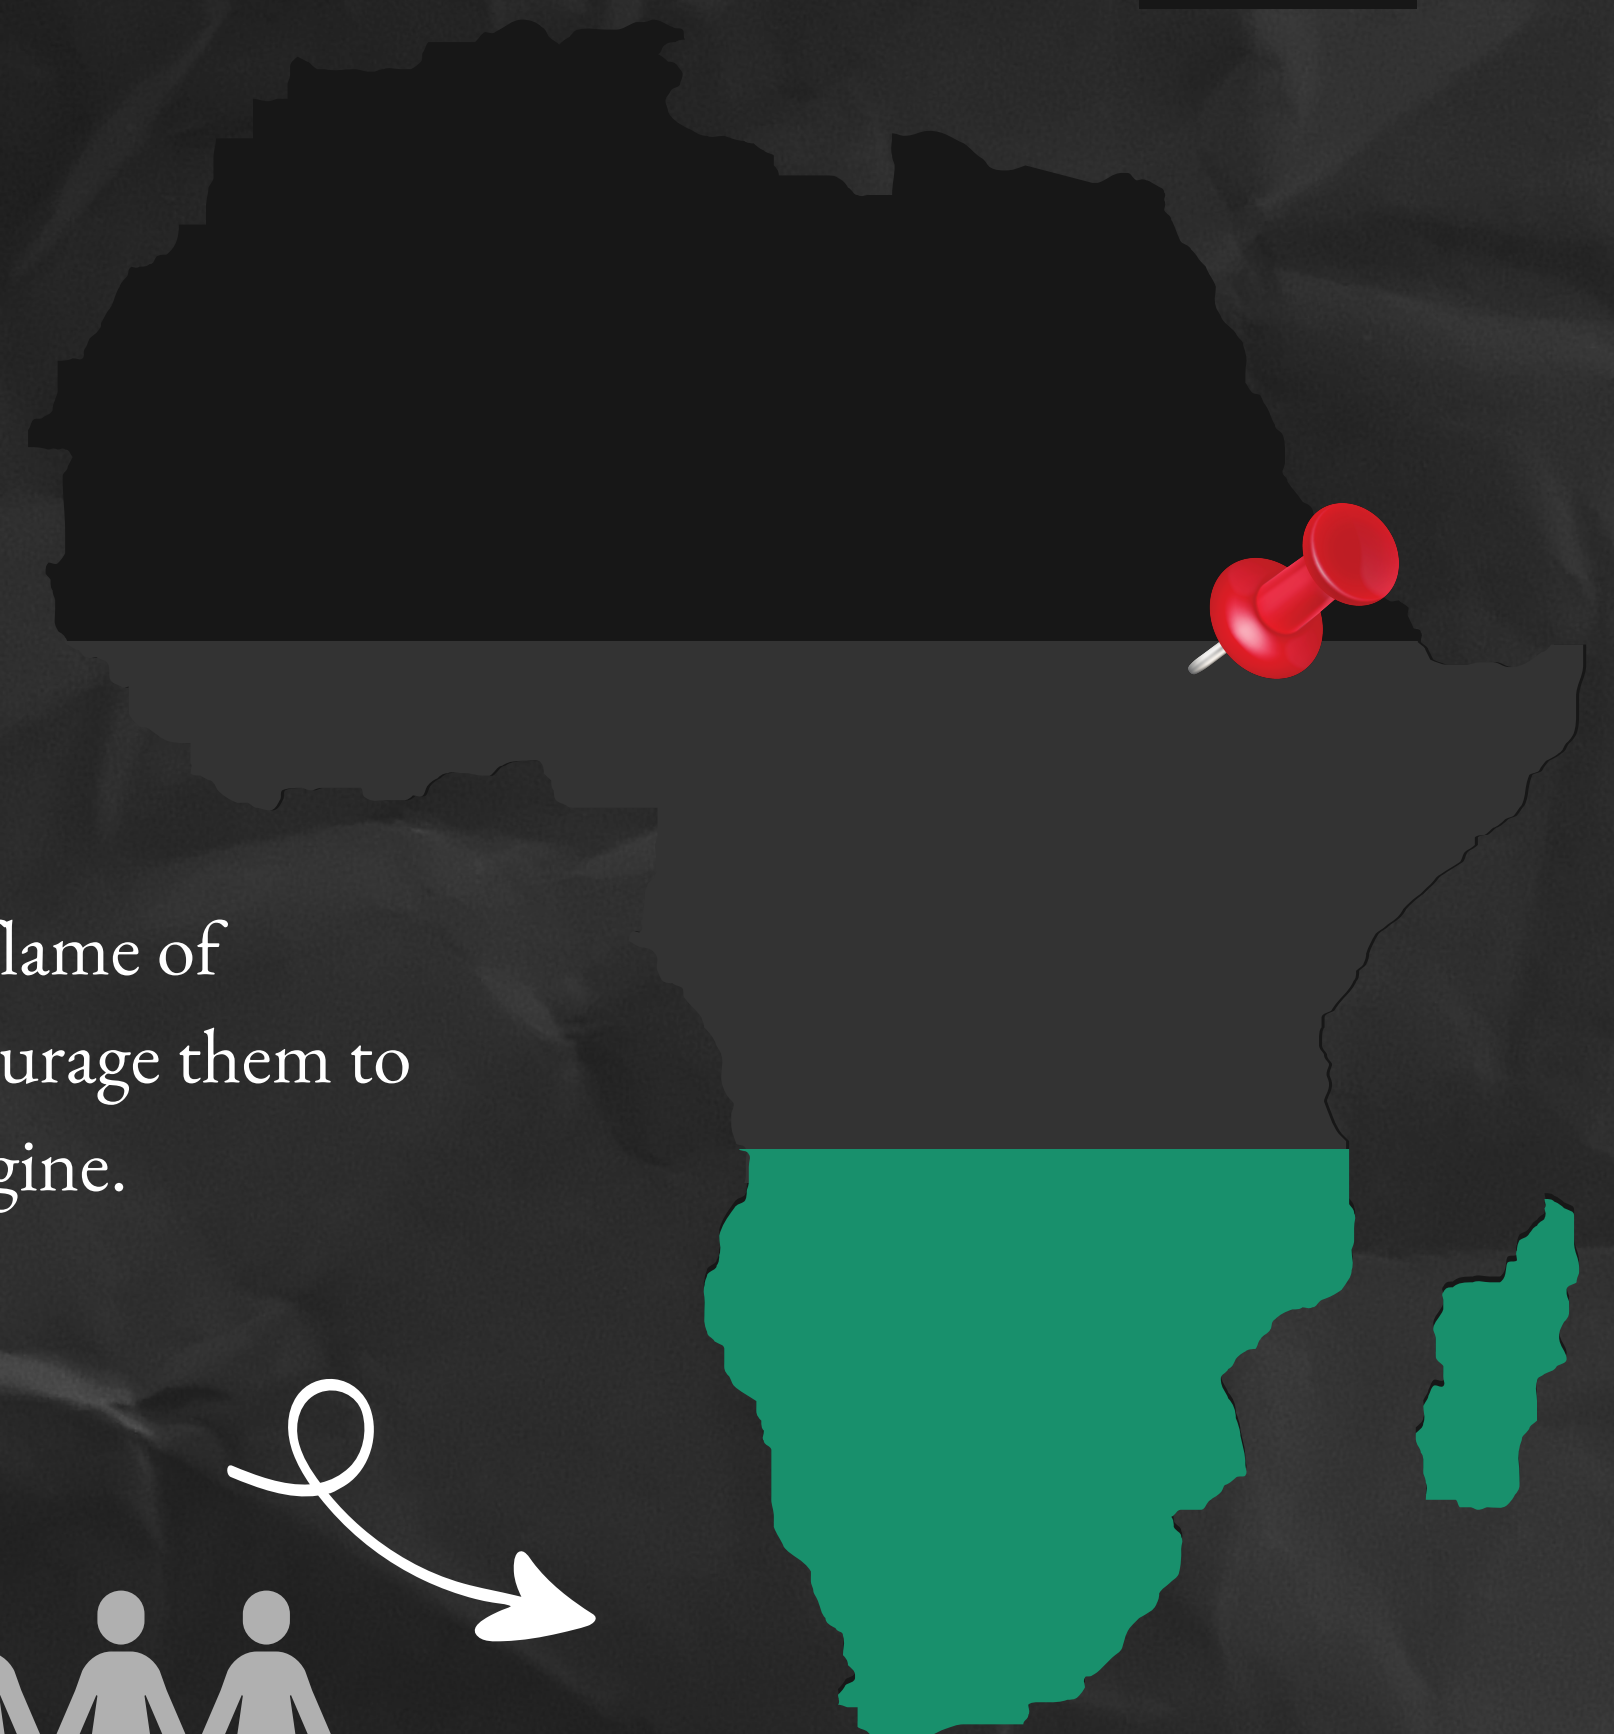 lame of
urage them to
gine.